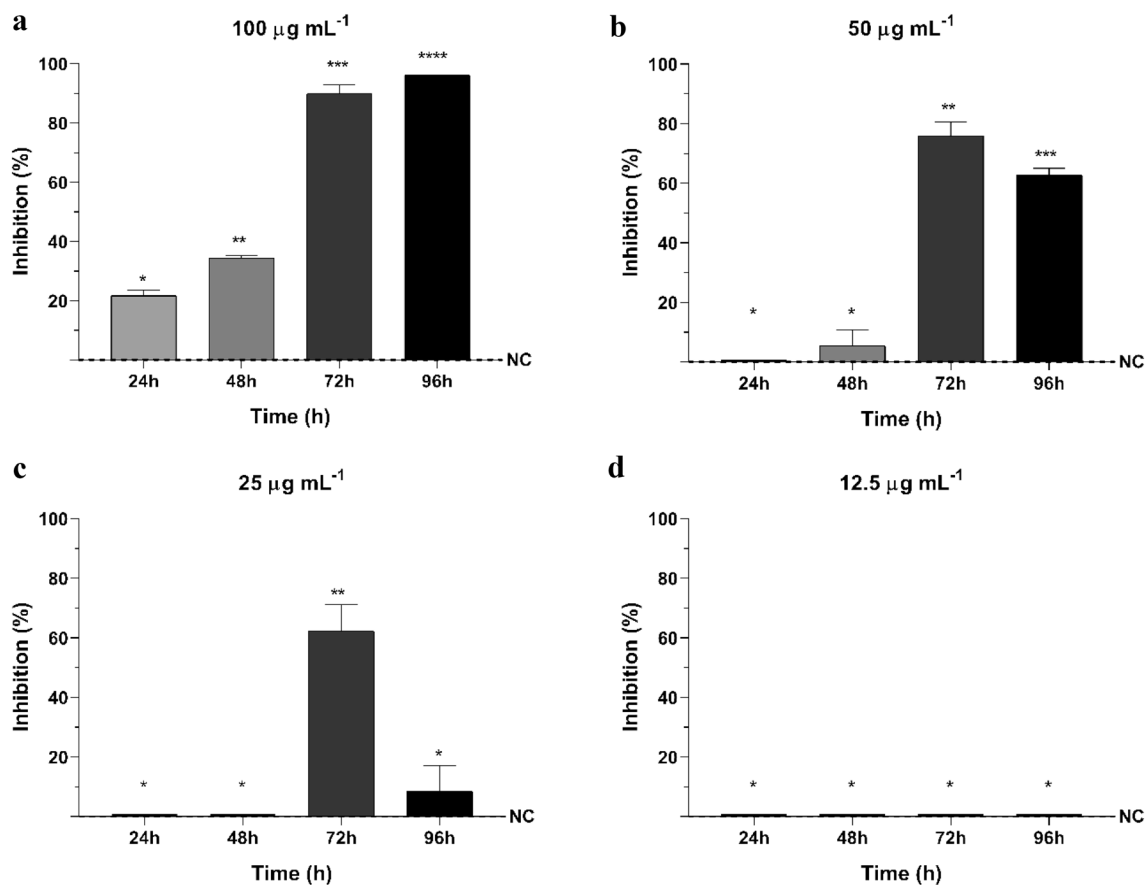 a
100 μg mL-1
Inhibition (%)
100
80
60
40
20
*
**
***
****
NC
24h 48h 72h 96h
Time (h)
b
50 μg mL-1
Inhibition (%)
100
80
60
40
20
*
*
**
***
NC
24h 48h 72h 96h
Time (h)
c
25 μg mL-1
Inhibition (%)
100
80
60
40
20
*
*
**
*
NC
24h 48h 72h 96h
Time (h)
d
12.5 μg mL-1
Inhibition (%)
100
80
60
40
20
*
*
*
*
NC
24h 48h 72h 96h
Time (h)